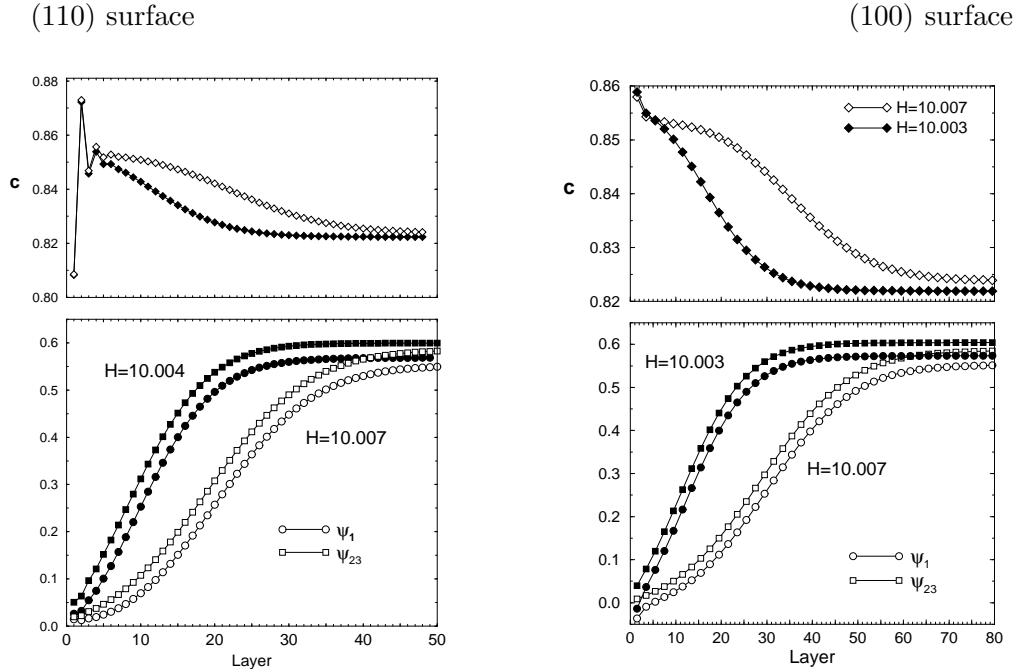 (110) surface
(100) surface
0.88
0.86
0.84
0.82
0.80
c
0.86
0.85
0.84
0.83
0.82
c
H=10.007
H=10.003
0.6
0.5
0.4
0.3
0.2
0.1
0.0
H=10.004
H=10.007
ψ1
ψ23
0 10 20 30 40 50
Layer
0.6
0.5
0.4
0.3
0.2
0.1
0.0
H=10.003
H=10.007
ψ1
ψ23
0 10 20 30 40 50 60 70 80
Layer